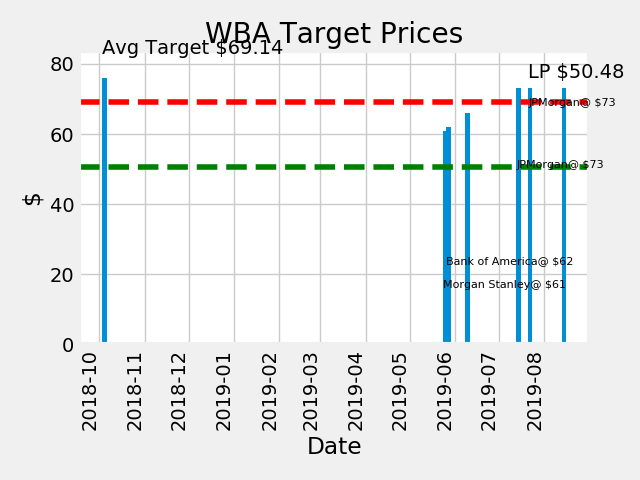 WBA Target Prices
Avg Target $69.14
LP $50.48
80
60
40
20
0
$
JPMorgan@ $73
JPMorgan@ $73
Bank of America@ $62
Morgan Stanley@ $61
2018-10
2018-11
2018-12
2019-01
2019-02
2019-03
2019-04
2019-05
2019-06
2019-07
2019-08
Date